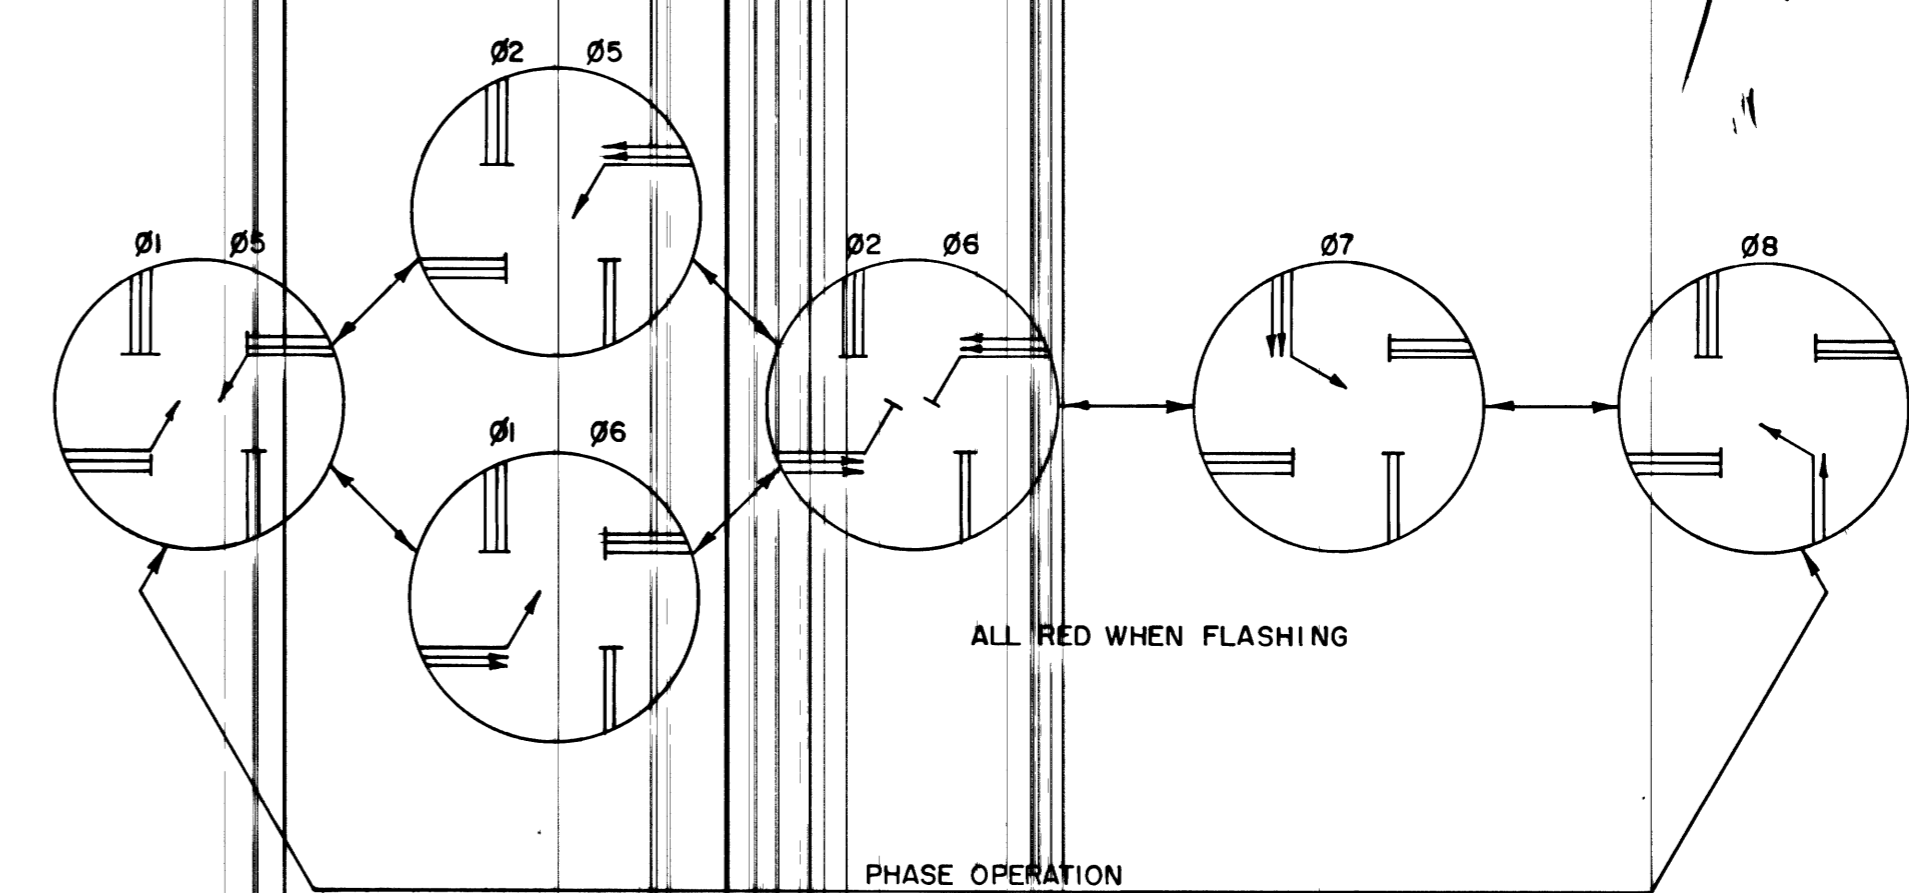 Ø2 Ø5
Ø1 Ø5
Ø2 Ø6
Ø7
Ø8
Ø1 Ø6
ALL RED WHEN FLASHING
PHASE OPERATION